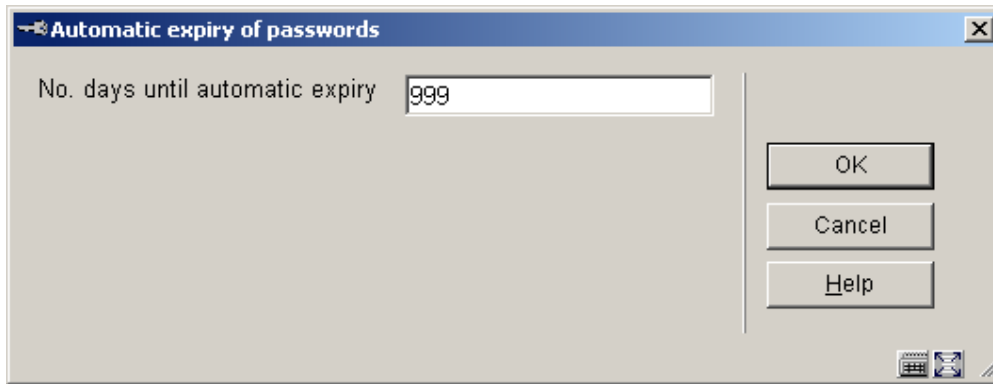 Automatic expiry of passwords
No. days until automatic expiry 999
OK
Cancel
Help